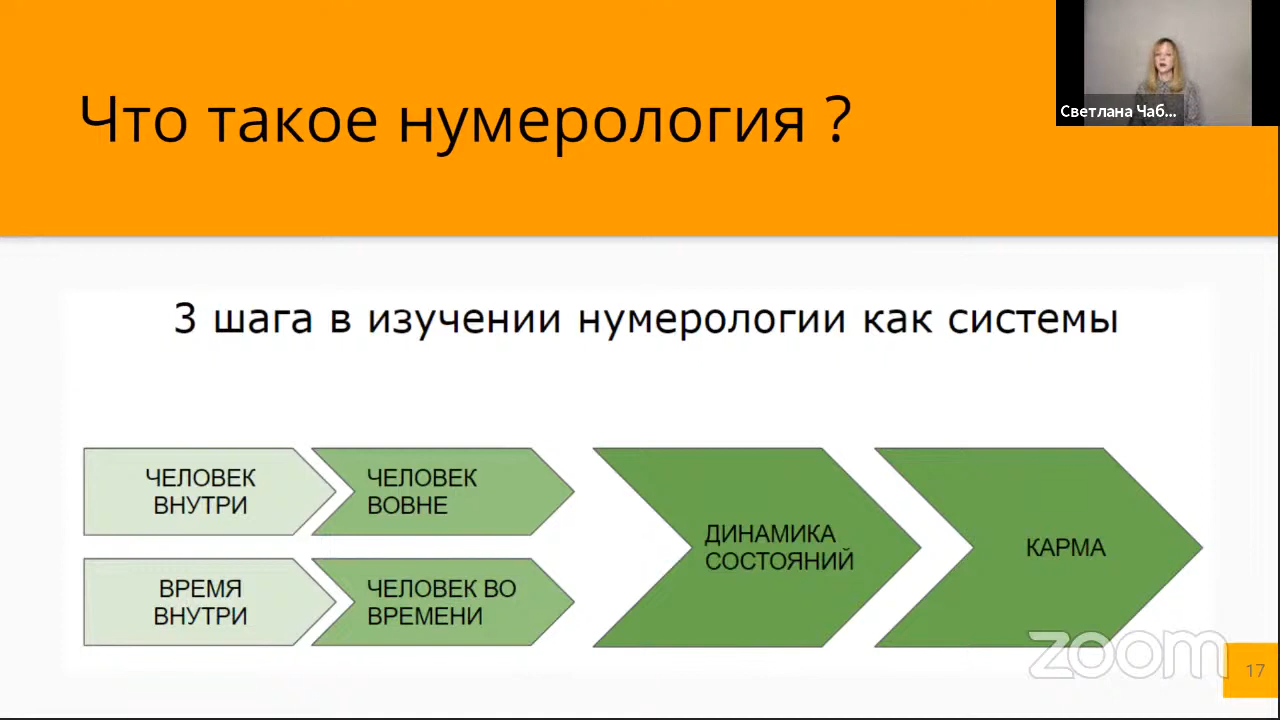 Что такое нумерология ?
Светлана Чаб...
3 шага в изучении нумерологии как системы
ЧЕЛОВЕК
ВНУТРИ
ЧЕЛОВЕК
ВОВНЕ
ВРЕМЯ
ВНУТРИ
ЧЕЛОВЕК ВО
ВРЕМЕНИ
ДИНАМИКА
СОСТОЯНИЙ
КАРМА
zoom
17